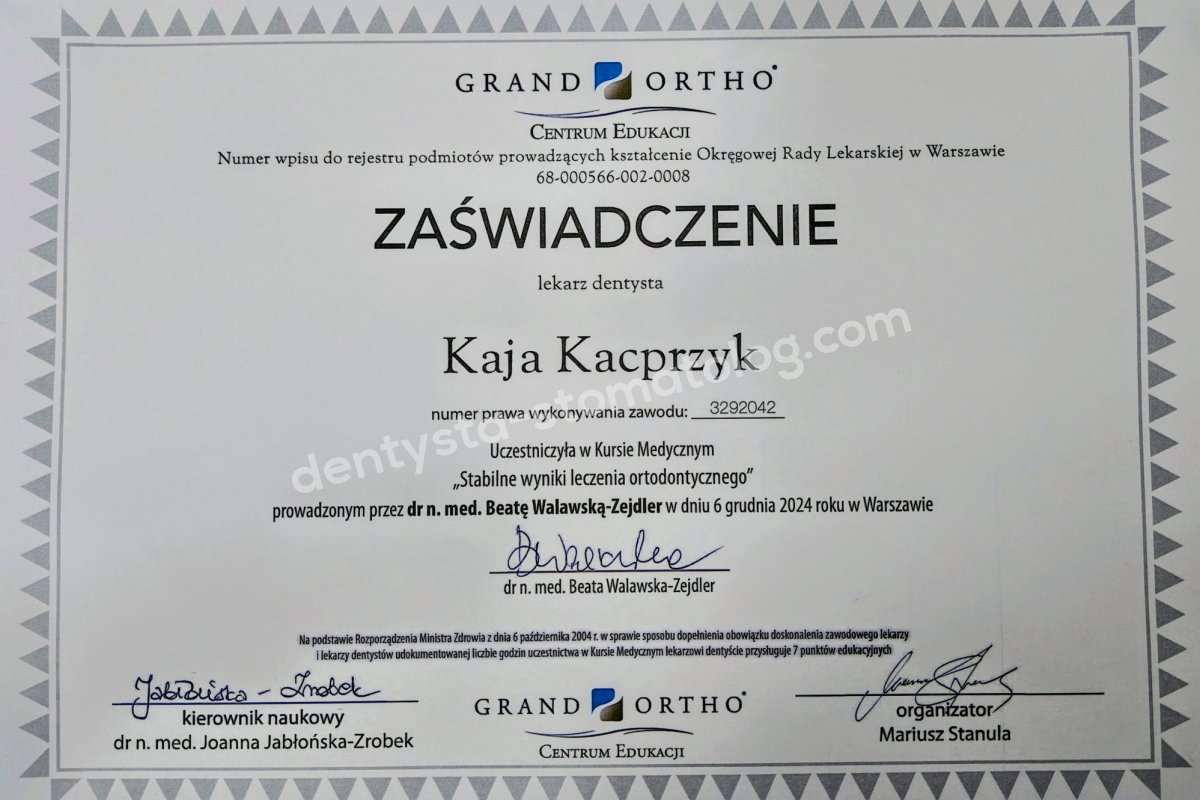 GRAND ORTHO
CENTRUM EDUKACJI
Numer wpisu do rejestru podmiotów prowadzących kształcenie Okręgowej Rady Lekarskiej w Warszawie
68-000566-002-0008
ZAŚWIADCZENIE
lekarz dentysta
Kaja Kacprzyk
dentysta-stomatolog.com
numer prawa wykonywania zawodu: 3292042
Uczestniczyła w Kursie Medycznym
„Stabilne wyniki leczenia ortodontycznego”
prowadzonym przez dr n. med. Beatę Walawską-Zejdler w dniu 6 grudnia 2024 roku w Warszawie
dr n. med. Beata Walawska-Zejdler
Na podstawie Rozporządzenia Ministra Zdrowia z dnia 6 października 2004 r. w sprawie sposobu dopełnienia obowiązku doskonalenia zawodowego lekarzy
i lekarzy dentystów udokumentowanej liczbie godzin uczestnictwa w Kursie Medycznym lekarzowi dentyście przysługuje 7 punktów edukacyjnych
Jabłońska - Zrobek
kierownik naukowy
dr n. med. Joanna Jabłońska-Zrobek
GRAND ORTHO
CENTRUM EDUKACJI
organizator
Mariusz Stanula